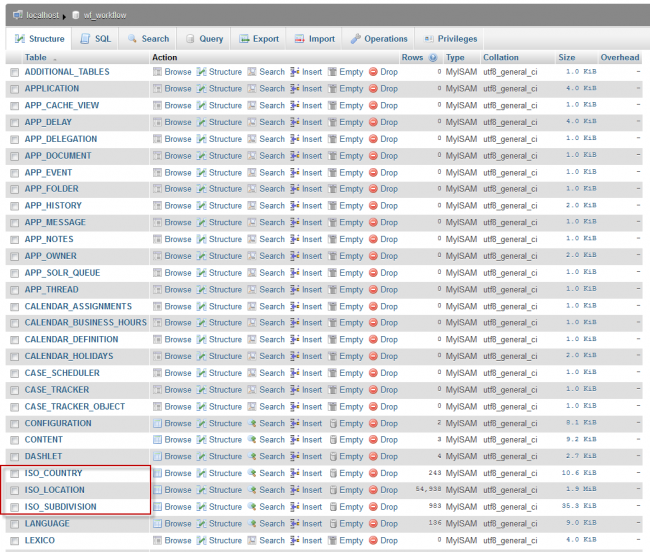 localhost ▸ wf_workflow
Structure SQL Search Query Export Import Operations Privileges
Table Action Rows Type Collation Size Overhead
ADDITIONAL_TABLES Browse Structure Search Insert Empty Drop 0 MyISAM utf8_general_ci 1.0 KiB -
APPLICATION Browse Structure Search Insert Empty Drop 0 MyISAM utf8_general_ci 4.0 KiB -
APP_CACHE_VIEW Browse Structure Search Insert Empty Drop 0 MyISAM utf8_general_ci 1.0 KiB -
APP_DELAY Browse Structure Search Insert Empty Drop 0 MyISAM utf8_general_ci 4.0 KiB -
APP_DELEGATION Browse Structure Search Insert Empty Drop 0 MyISAM utf8_general_ci 1.0 KiB -
APP_DOCUMENT Browse Structure Search Insert Empty Drop 0 MyISAM utf8_general_ci 1.0 KiB -
APP_EVENT Browse Structure Search Insert Empty Drop 0 MyISAM utf8_general_ci 1.0 KiB -
APP_FOLDER Browse Structure Search Insert Empty Drop 0 MyISAM utf8_general_ci 1.0 KiB -
APP_HISTORY Browse Structure Search Insert Empty Drop 0 MyISAM utf8_general_ci 2.0 KiB -
APP_MESSAGE Browse Structure Search Insert Empty Drop 0 MyISAM utf8_general_ci 1.0 KiB -
APP_NOTES Browse Structure Search Insert Empty Drop 0 MyISAM utf8_general_ci 1.0 KiB -
APP_OWNER Browse Structure Search Insert Empty Drop 0 MyISAM utf8_general_ci 2.0 KiB -
APP_SOLR_QUEUE Browse Structure Search Insert Empty Drop 0 MyISAM utf8_general_ci 1.0 KiB -
APP_THREAD Browse Structure Search Insert Empty Drop 0 MyISAM utf8_general_ci 1.0 KiB -
CALENDAR_ASSIGNMENTS Browse Structure Search Insert Empty Drop 0 MyISAM utf8_general_ci 1.0 KiB -
CALENDAR_BUSINESS_HOURS Browse Structure Search Insert Empty Drop 0 MyISAM utf8_general_ci 1.0 KiB -
CALENDAR_DEFINITION Browse Structure Search Insert Empty Drop 0 MyISAM utf8_general_ci 1.0 KiB -
CALENDAR_HOLIDAYS Browse Structure Search Insert Empty Drop 0 MyISAM utf8_general_ci 2.0 KiB -
CASE_SCHEDULER Browse Structure Search Insert Empty Drop 0 MyISAM utf8_general_ci 1.0 KiB -
CASE_TRACKER Browse Structure Search Insert Empty Drop 0 MyISAM utf8_general_ci 1.0 KiB -
CASE_TRACKER_OBJECT Browse Structure Search Insert Empty Drop 0 MyISAM utf8_general_ci 1.0 KiB -
CONFIGURATION Browse Structure Search Insert Empty Drop 2 MyISAM utf8_general_ci 8.1 KiB -
CONTENT Browse Structure Search Insert Empty Drop 3 MyISAM utf8_general_ci 9.2 KiB -
DASHLET Browse Structure Search Insert Empty Drop 4 MyISAM utf8_general_ci 2.7 KiB -
ISO_COUNTRY Browse Structure Search Insert Empty Drop 243 MyISAM utf8_general_ci 10.6 KiB -
ISO_LOCATION Browse Structure Search Insert Empty Drop 54,938 MyISAM utf8_general_ci 1.9 MiB -
ISO_SUBDIVISION Browse Structure Search Insert Empty Drop 983 MyISAM utf8_general_ci 35.3 KiB -
LANGUAGE Browse Structure Search Insert Empty Drop 136 MyISAM utf8_general_ci 9.0 KiB -
LEXICO Browse Structure Search Insert Empty Drop 0 MyISAM utf8_general_ci 4.0 KiB -